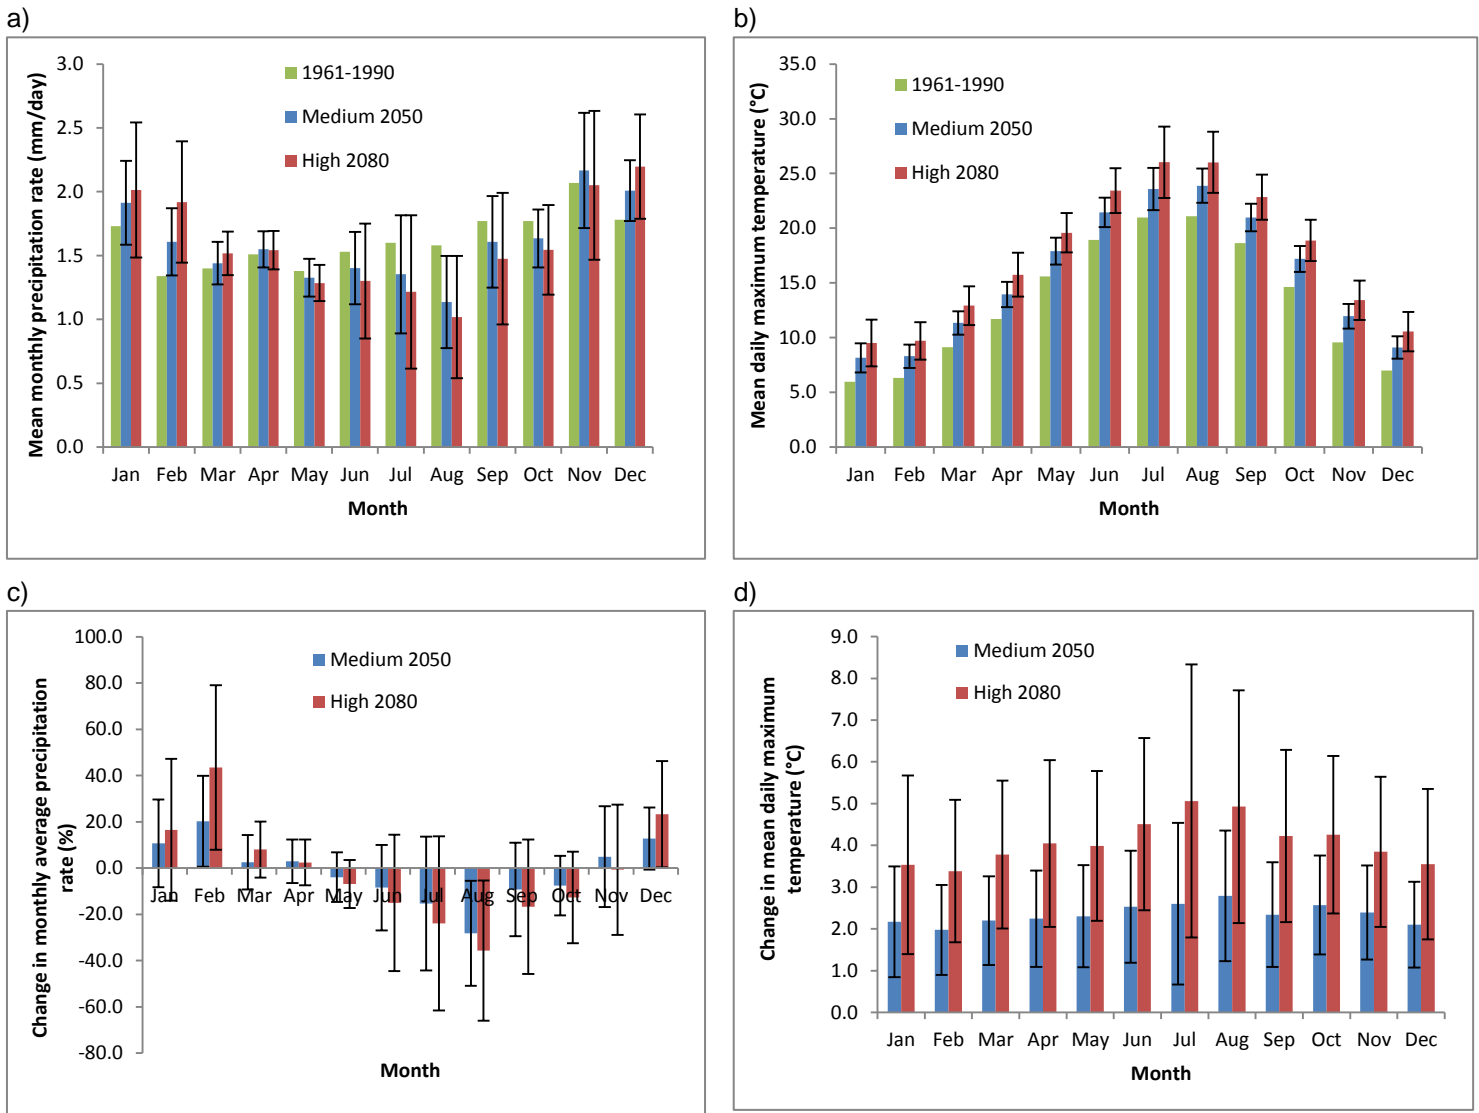 a)
3.0
2.5
2.0
1.5
1.0
0.5
0.0
Mean monthly precipitation rate (mm/day)
1961-1990
Medium 2050
High 2080
Jan Feb Mar Apr May Jun Jul Aug Sep Oct Nov Dec
Month
b)
35.0
30.0
25.0
20.0
15.0
10.0
5.0
0.0
Mean daily maximum temperature (°C)
1961-1990
Medium 2050
High 2080
Jan Feb Mar Apr May Jun Jul Aug Sep Oct Nov Dec
Month
c)
100.0
80.0
60.0
40.0
20.0
0.0
-20.0
-40.0
-60.0
-80.0
Change in monthly average precipitation
rate (%)
Medium 2050
High 2080
Jan Feb Mar Apr May Jun Jul Aug Sep Oct Nov Dec
Month
d)
9.0
8.0
7.0
6.0
5.0
4.0
3.0
2.0
1.0
0.0
Change in mean daily maximum
temperature (°C)
Medium 2050
High 2080
Jan Feb Mar Apr May Jun Jul Aug Sep Oct Nov Dec
Month